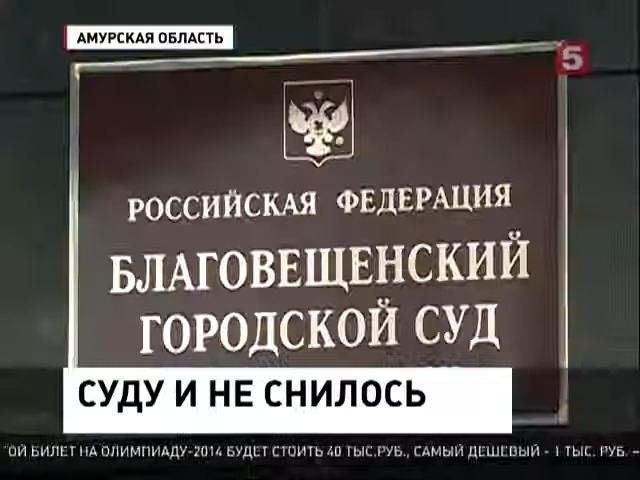 АМУРСКАЯ ОБЛАСТЬ
5
РОССИЙСКАЯ ФЕДЕРАЦИЯ
БЛАГОВЕЩЕНСКИЙ
ГОРОДСКОЙ СУД
СУДУ И НЕ СНИЛОСЬ
ОЙ БИЛЕТ НА ОЛИМПИАДУ-2014 БУДЕТ СТОИТЬ 40 ТЫС.РУБ., САМЫЙ ДЕШЕВЫЙ - 1 ТЫС. РУБ. –